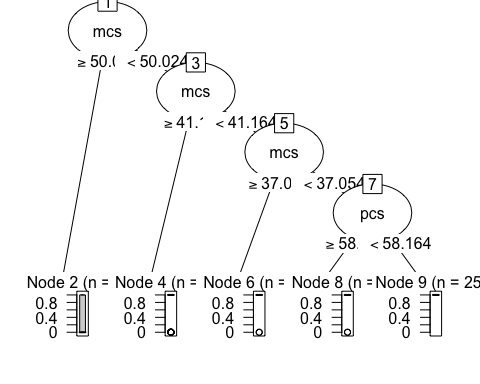 1
mcs
≥ 50.0 < 50.024
3
mcs
≥ 41.1 < 41.164
5
mcs
≥ 37.0 < 37.054
7
pcs
≥ 58. < 58.164
Node 2 (n = Node 4 (n = Node 6 (n = Node 8 (n = Node 9 (n = 25
0.8 0.8 0.8 0.8 0.8
0.4 0.4 0.4 0.4 0.4
0 0 0 0 0